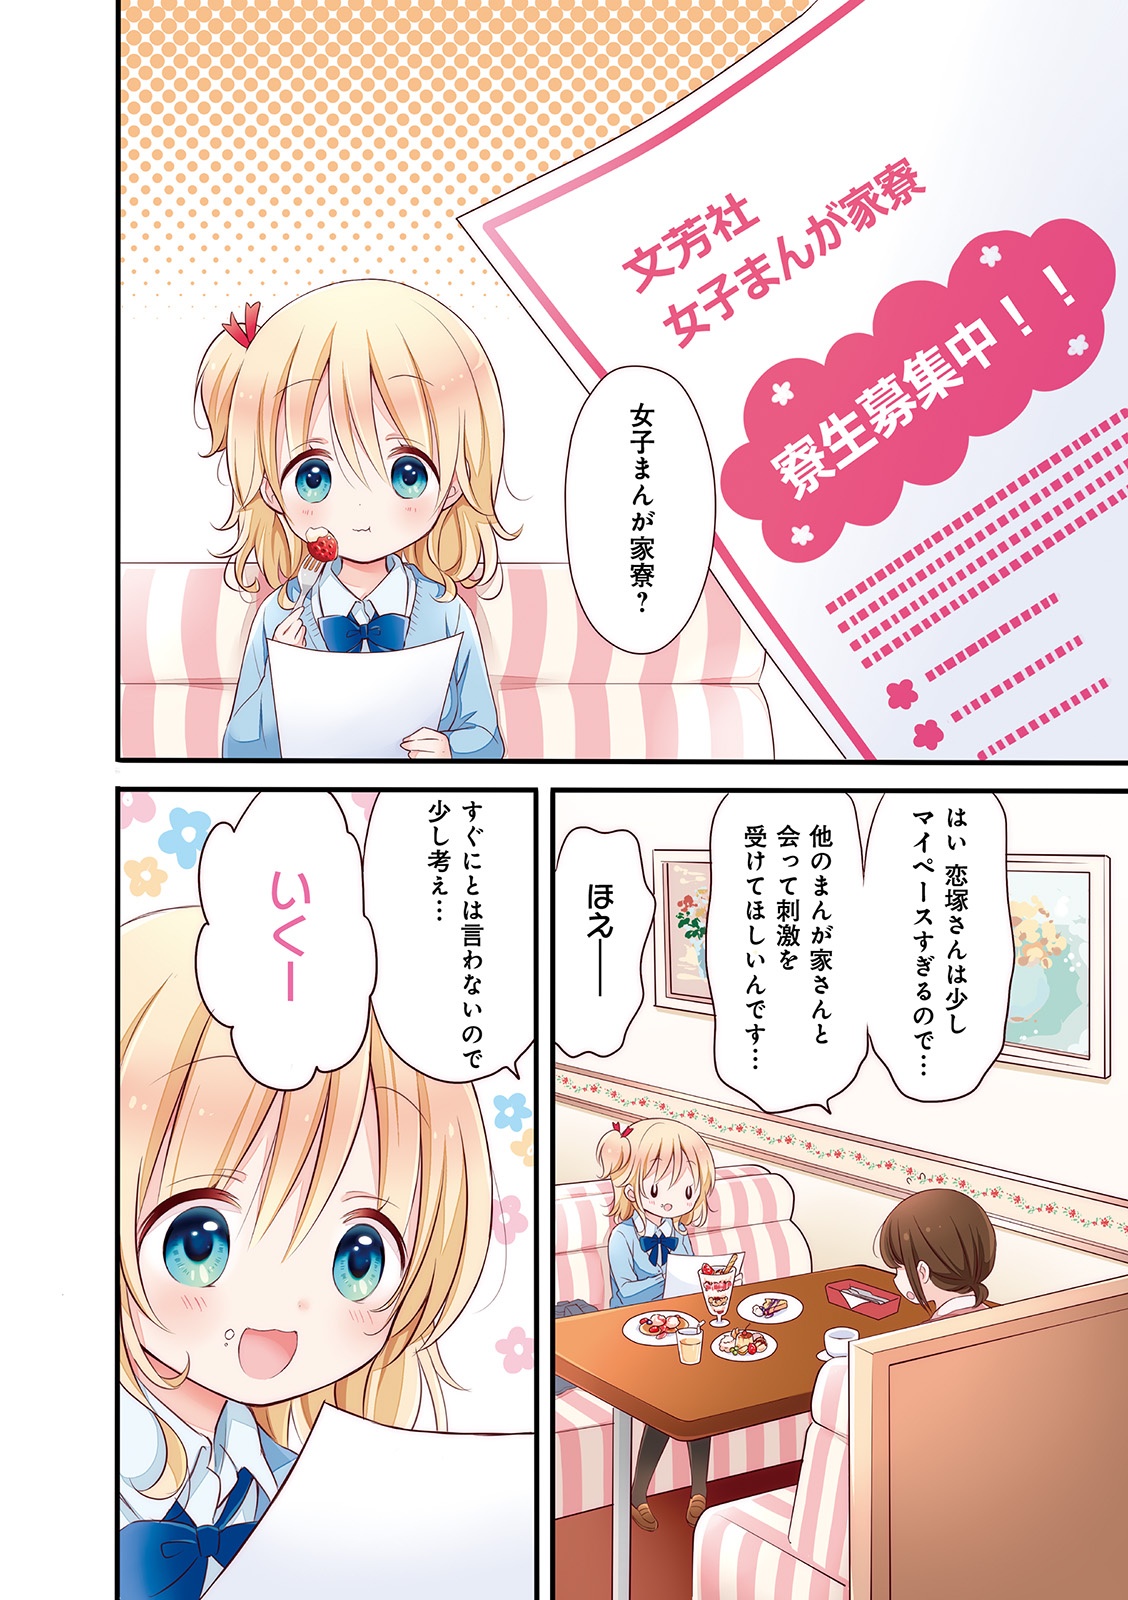 文芳社
女子まんが家寮
寮生募集中！！
女子まんが家寮？
はい 恋塚さんは少し
マイペースすぎるので…
他のまんが家さんと
会って刺激を
受けてほしいんです…
ほえ――
すぐにとは言わないので
少し考え…
いくー